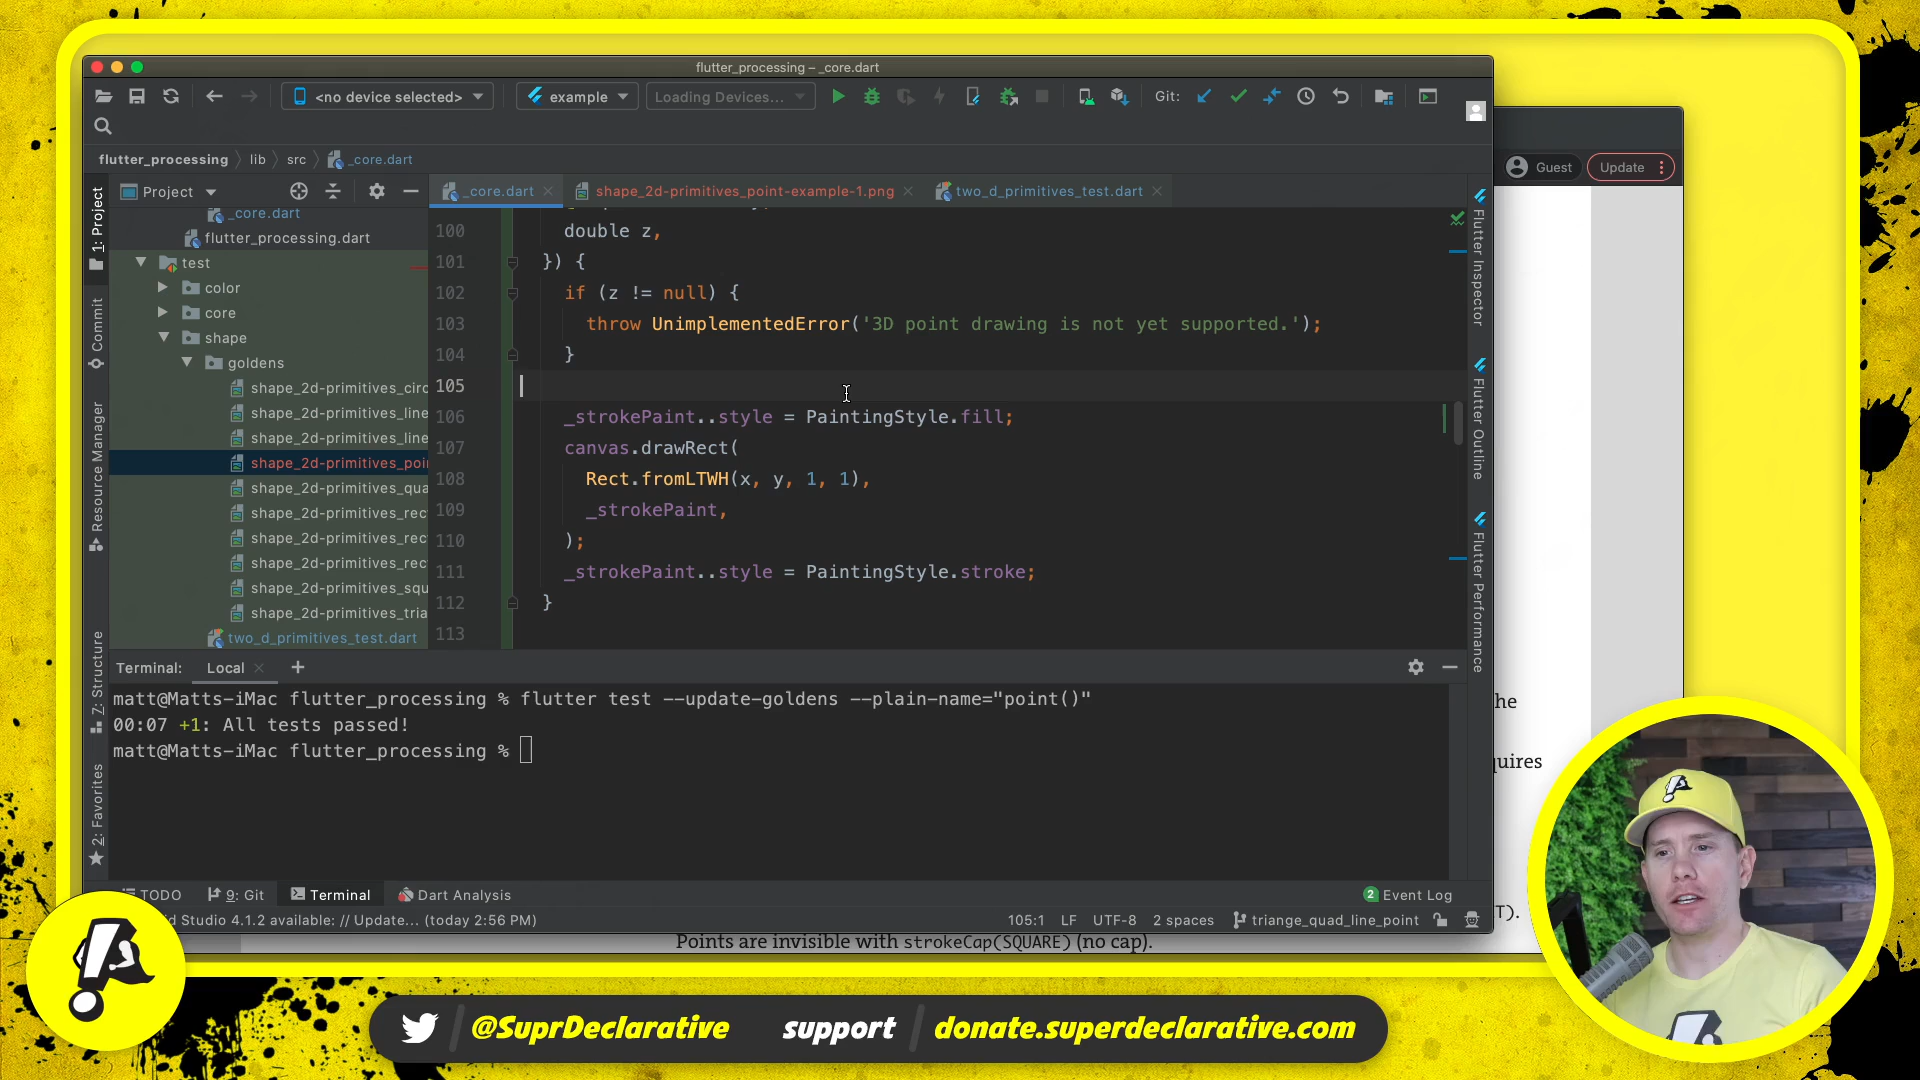 flutter_processing – _core.dart
<no device selected>
example
Loading Devices...
Git:
flutter_processing
lib
src
_core.dart
Guest
Update
Project
_core.dart
shape_2d-primitives_point-example-1.png
two_d_primitives_test.dart
_core.dart
flutter_processing.dart
test
color
core
shape
goldens
shape_2d-primitives_circ
shape_2d-primitives_line
shape_2d-primitives_line
shape_2d-primitives_poi
shape_2d-primitives_qua
shape_2d-primitives_rec
shape_2d-primitives_rec
shape_2d-primitives_rec
shape_2d-primitives_squ
shape_2d-primitives_tria
two_d_primitives_test.dart
1: Project
Commit
Resource Manager
Z: Structure
2: Favorites
100 double z,
101 }) {
102 if (z != null) {
103 throw UnimplementedError('3D point drawing is not yet supported.');
104 }
105
106 _strokePaint..style = PaintingStyle.fill;
107 canvas.drawRect(
108 Rect.fromLTWH(x, y, 1, 1),
109 _strokePaint,
110 );
111 _strokePaint..style = PaintingStyle.stroke;
112 }
113
Flutter Inspector
Flutter Outline
Flutter Performance
Terminal:
Local
matt@Matts-iMac flutter_processing % flutter test --update-goldens --plain-name="point()"
00:07 +1: All tests passed!
matt@Matts-iMac flutter_processing %
he
quires
T).
TODO
9: Git
Terminal
Dart Analysis
2 Event Log
d Studio 4.1.2 available: // Update... (today 2:56 PM)
105:1
LF
UTF-8
2 spaces
triange_quad_line_point
Points are invisible with strokeCap(SQUARE) (no cap).
@SuprDeclarative
support
donate.superdeclarative.com